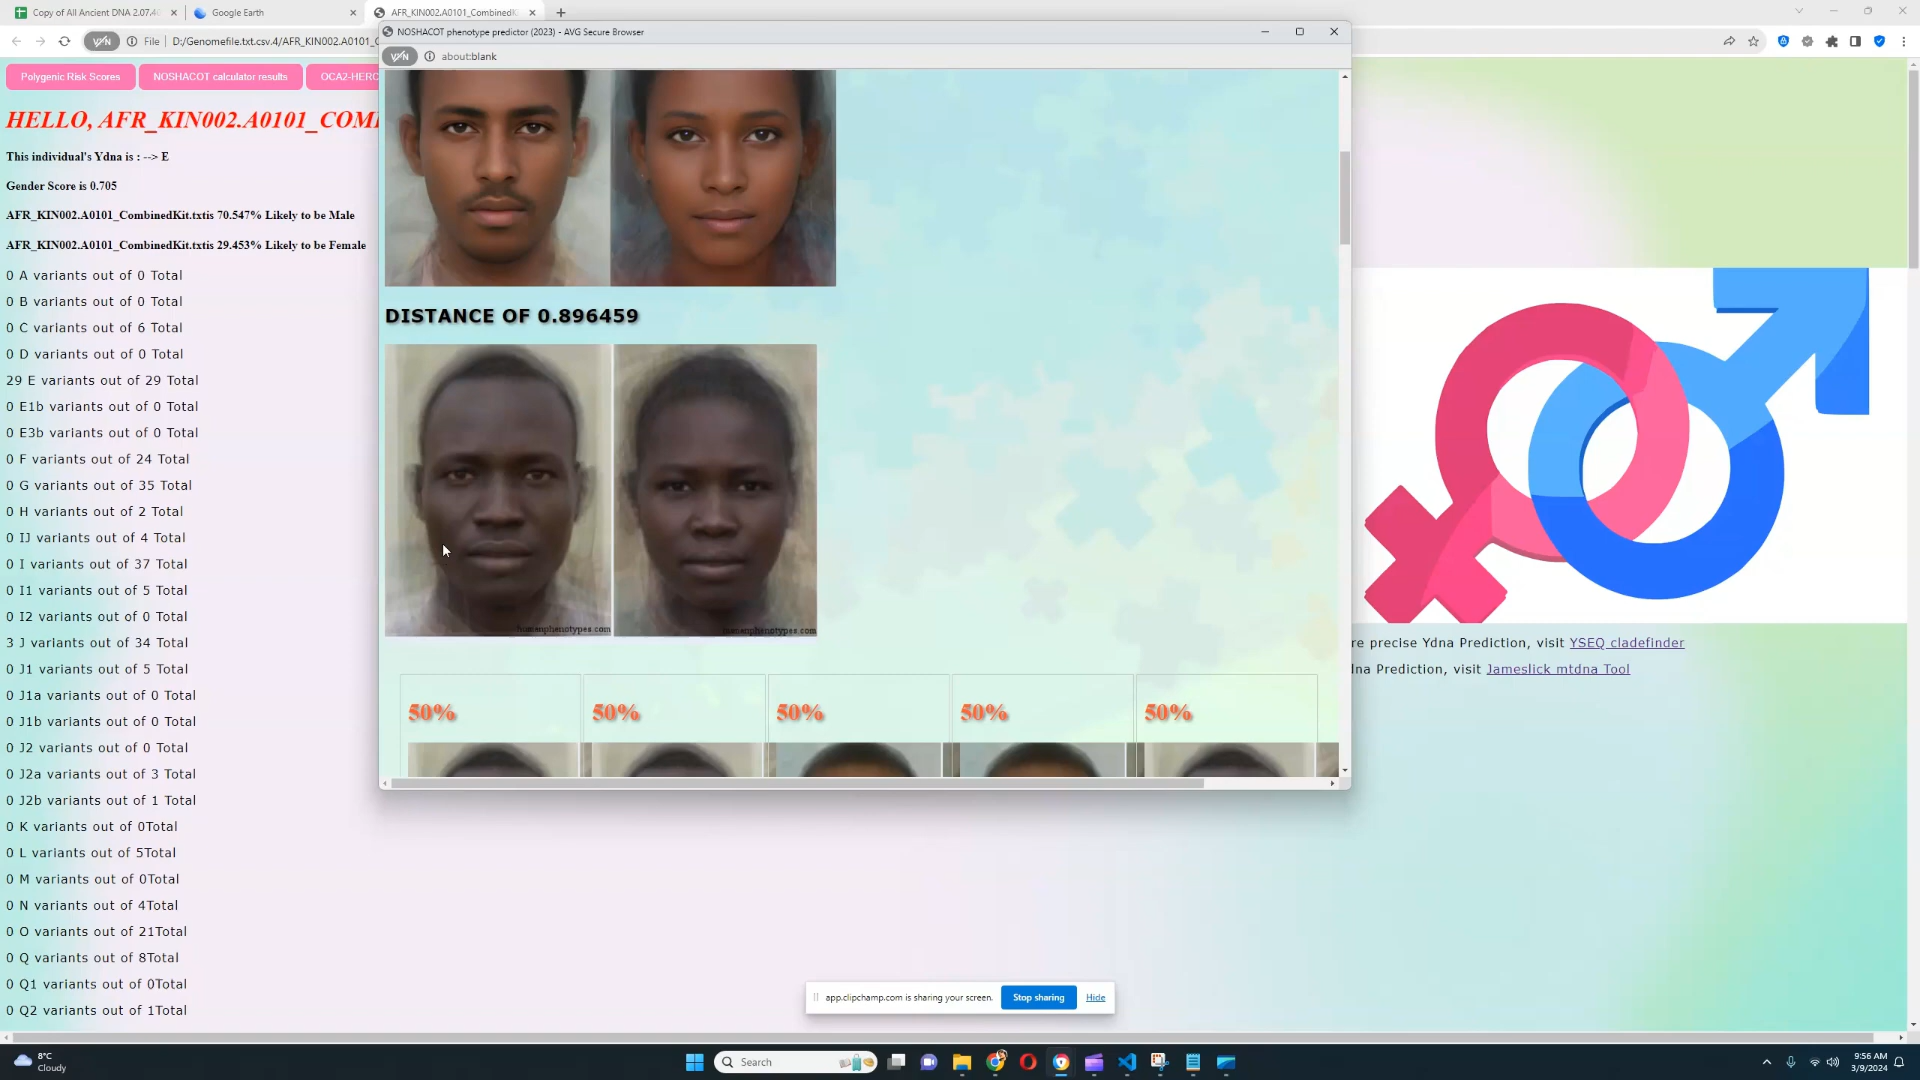 Copy of All Ancient DNA 2.07.4
Google Earth
AFR_KIN002.A0101_CombinedK
File
D:/Genomefile.txt.csv.4/AFR_KIN002.A0101_C
Polygenic Risk Scores
NOSHACOT calculator results
OCA2-HERC
HELLO, AFR_KIN002.A0101_COMI
This individual's Ydna is : --> E
Gender Score is 0.705
AFR_KIN002.A0101_CombinedKit.txtis 70.547% Likely to be Male
AFR_KIN002.A0101_CombinedKit.txtis 29.453% Likely to be Female
0 A variants out of 0 Total
0 B variants out of 0 Total
0 C variants out of 6 Total
0 D variants out of 0 Total
29 E variants out of 29 Total
0 E1b variants out of 0 Total
0 E3b variants out of 0 Total
0 F variants out of 24 Total
0 G variants out of 35 Total
0 H variants out of 2 Total
0 IJ variants out of 4 Total
0 I variants out of 37 Total
0 I1 variants out of 5 Total
0 I2 variants out of 0 Total
3 J variants out of 34 Total
0 J1 variants out of 5 Total
0 J1a variants out of 0 Total
0 J1b variants out of 0 Total
0 J2 variants out of 0 Total
0 J2a variants out of 3 Total
0 J2b variants out of 1 Total
0 K variants out of 0Total
0 L variants out of 5Total
0 M variants out of 0Total
0 N variants out of 4Total
0 O variants out of 21Total
0 Q variants out of 8Total
0 Q1 variants out of 0Total
0 Q2 variants out of 1Total
NOSHACOT phenotype predictor (2023) - AVG Secure Browser
about:blank
DISTANCE OF 0.896459
humanphenotypes.com
humanphenotypes.com
50%
50%
50%
50%
50%
re precise Ydna Prediction, visit YSEQ cladefinder
lna Prediction, visit Jameslick mtdna Tool
app.clipchamp.com is sharing your screen.
Stop sharing
Hide
8°C
Cloudy
Search
9:56 AM
3/9/2024